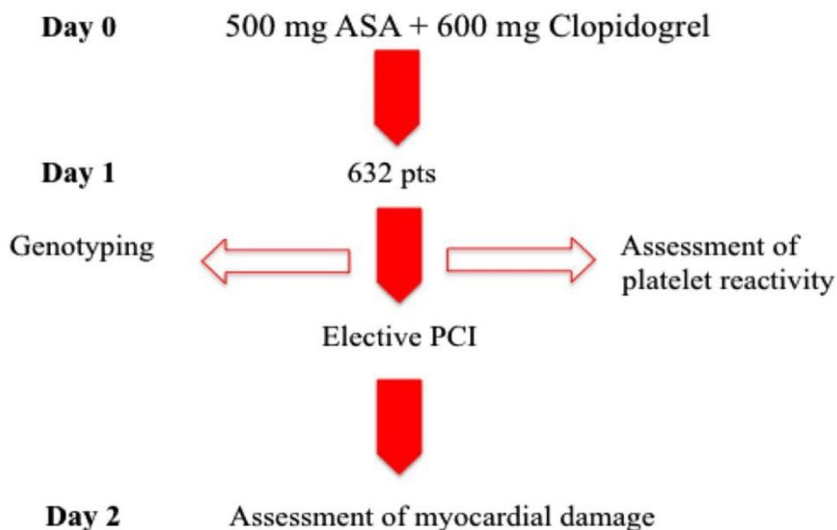 Day 0 500 mg ASA + 600 mg Clopidogrel
Day 1 632 pts
Genotyping
Assessment of
platelet reactivity
Elective PCI
Day 2 Assessment of myocardial damage